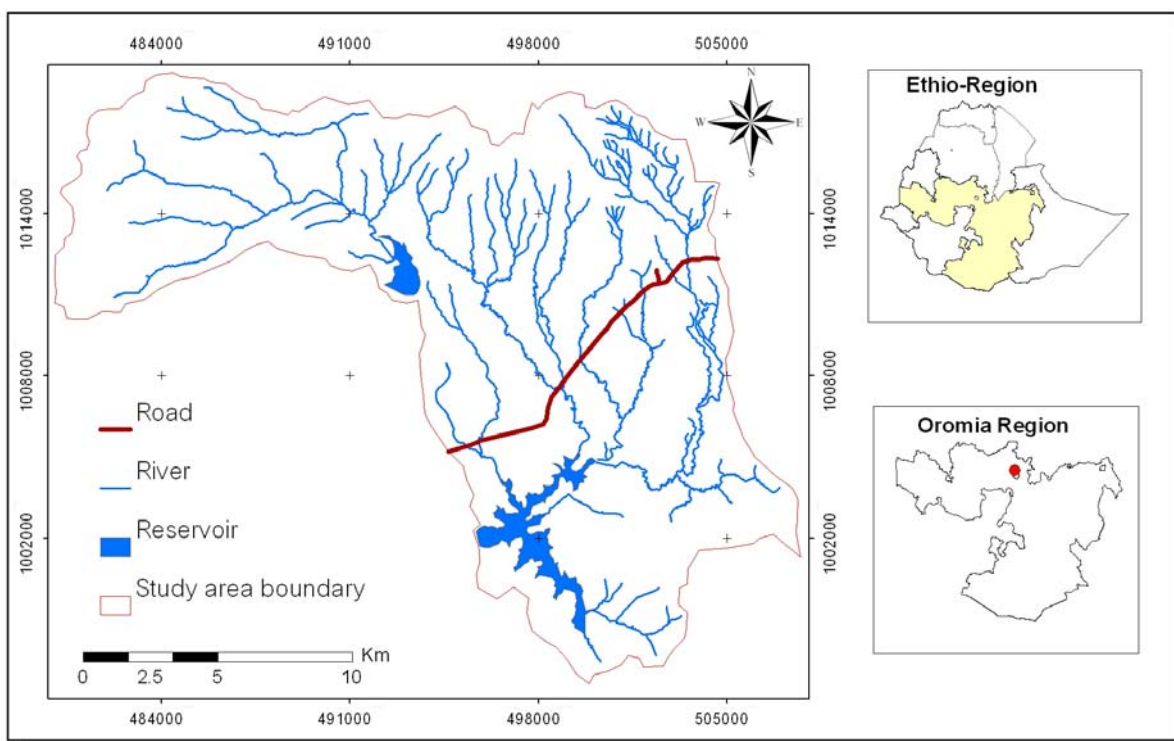 484000 491000 498000 505000
N
W E
S
1014000 1014000
1008000 1008000
1002000 1002000
Road
River
Reservoir
Study area boundary
Km
0 2.5 5 10
484000 491000 498000 505000
Ethio-Region
Oromia Region